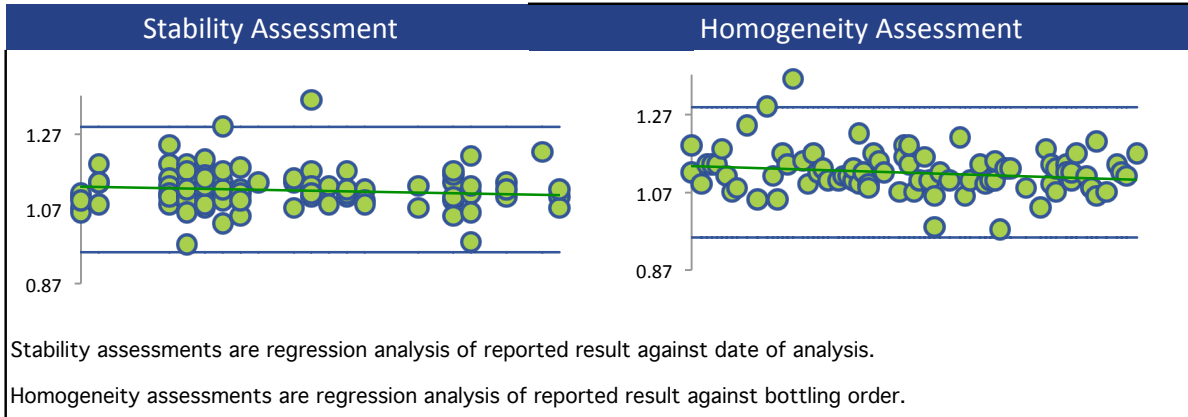 Stability Assessment
Homogeneity Assessment
1.27
1.07
0.87
1.27
1.07
0.87
Stability assessments are regression analysis of reported result against date of analysis.
Homogeneity assessments are regression analysis of reported result against bottling order.